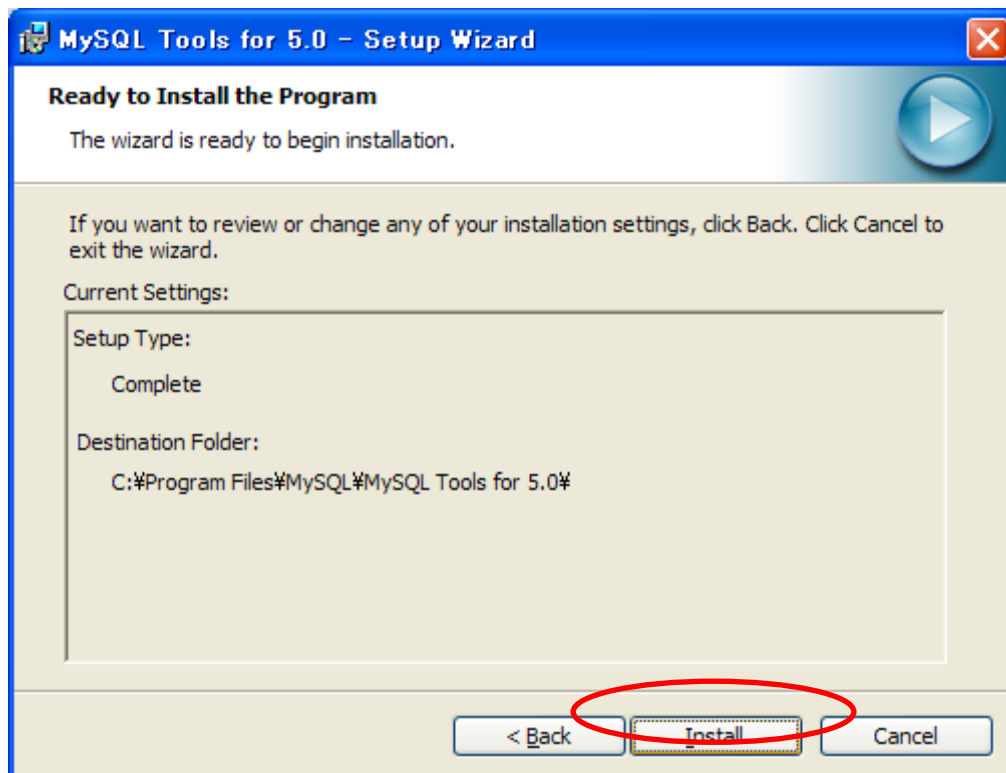 MySQL Tools for 5.0 - Setup Wizard
Ready to Install the Program
The wizard is ready to begin installation.
If you want to review or change any of your installation settings, click Back. Click Cancel to
exit the wizard.
Current Settings:
Setup Type:
Complete
Destination Folder:
C:¥Program Files¥MySQL¥MySQL Tools for 5.0¥
< Back Install Cancel